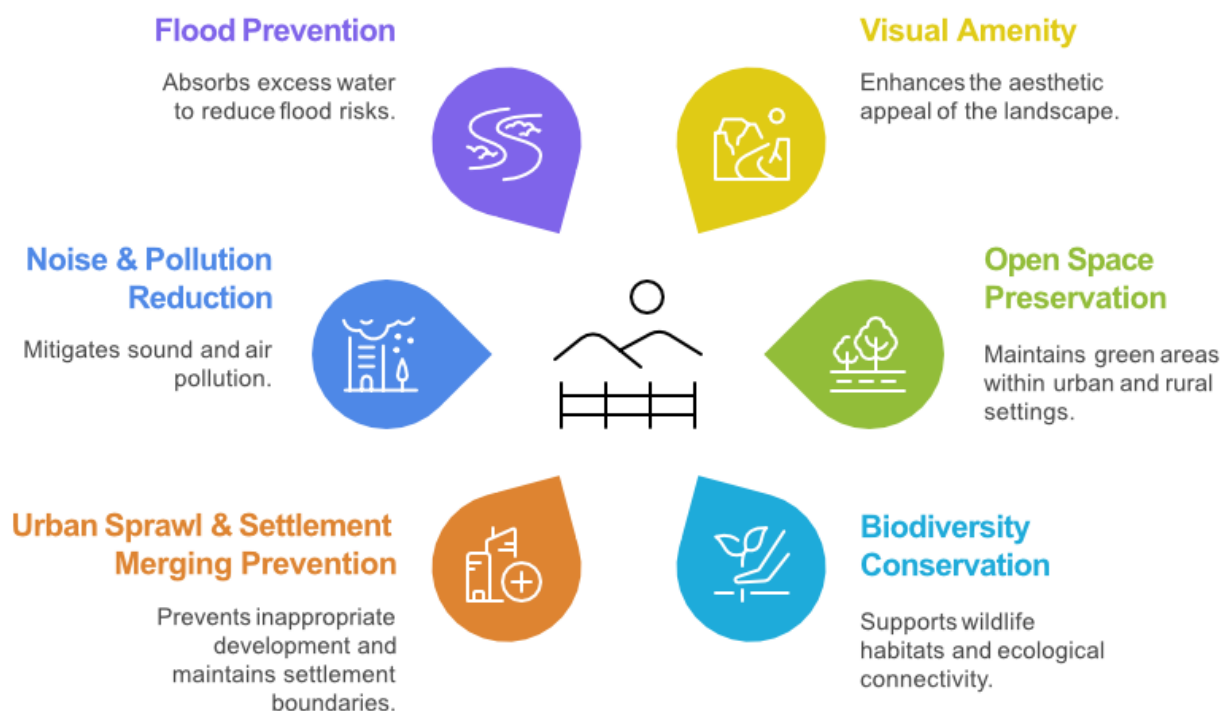 Flood Prevention
Absorbs excess water
to reduce flood risks.
Visual Amenity
Enhances the aesthetic
appeal of the landscape.
Noise & Pollution
Reduction
Mitigates sound and air
pollution.
Open Space
Preservation
Maintains green areas
within urban and rural
settings.
Urban Sprawl & Settlement
Merging Prevention
Prevents inappropriate
development and
maintains settlement
boundaries.
Biodiversity
Conservation
Supports wildlife
habitats and ecological
connectivity.